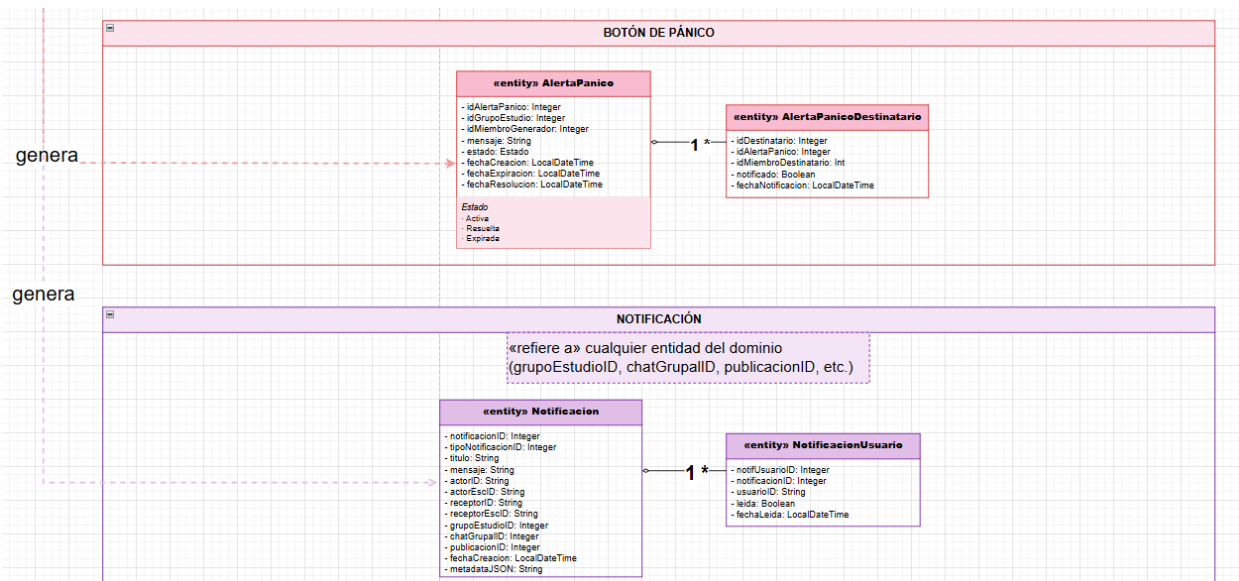 BOTÓN DE PÁNICO
«entity» AlertaPanico
- idAlertaPanico: Integer
- idGrupoEstudio: Integer
- idMiembroGenerador: Integer
- mensaje: String
- estado: Estado
- fechaCreacion: LocalDateTime
- fechaExpiracion: LocalDateTime
- fechaResolucion: LocalDateTime
Estado
· Activa
· Resuelta
· Expirada
1 *
«entity» AlertaPanicoDestinatario
- idDestinatario: Integer
- idAlertaPanico: Integer
- idMiembroDestinatario: Int
- notificado: Boolean
- fechaNotificacion: LocalDateTime
genera
genera
NOTIFICACIÓN
«refiere a» cualquier entidad del dominio
(grupoEstudioID, chatGrupalID, publicacionID, etc.)
«entity» Notificacion
- notificacionID: Integer
- tipoNotificacionID: Integer
- titulo: String
- mensaje: String
- actorID: String
- actorEscID: String
- receptorID: String
- receptorEscID: String
- grupoEstudioID: Integer
- chatGrupalID: Integer
- publicacionID: Integer
- fechaCreacion: LocalDateTime
- metadataJSON: String
1 *
«entity» NotificacionUsuario
- notifUsuarioID: Integer
- notificacionID: Integer
- usuarioID: String
- leida: Boolean
- fechaLeida: LocalDateTime